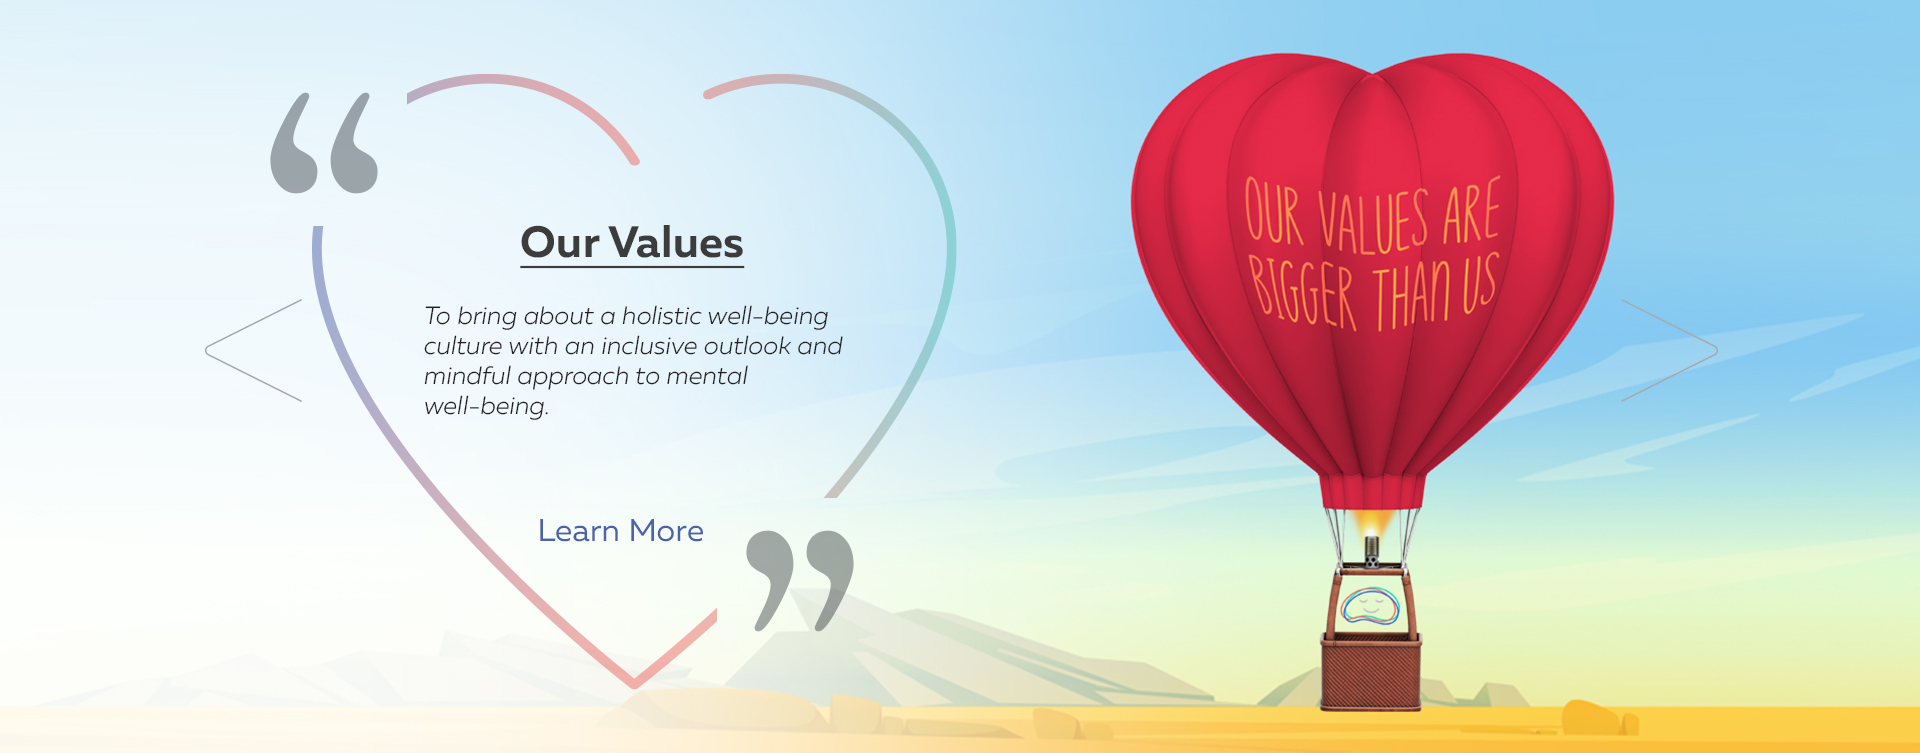 Our Values
To bring about a holistic well-being
culture with an inclusive outlook and
mindful approach to mental
well-being.
Learn More
OUR VALUES ARE
BIGGER THAN US